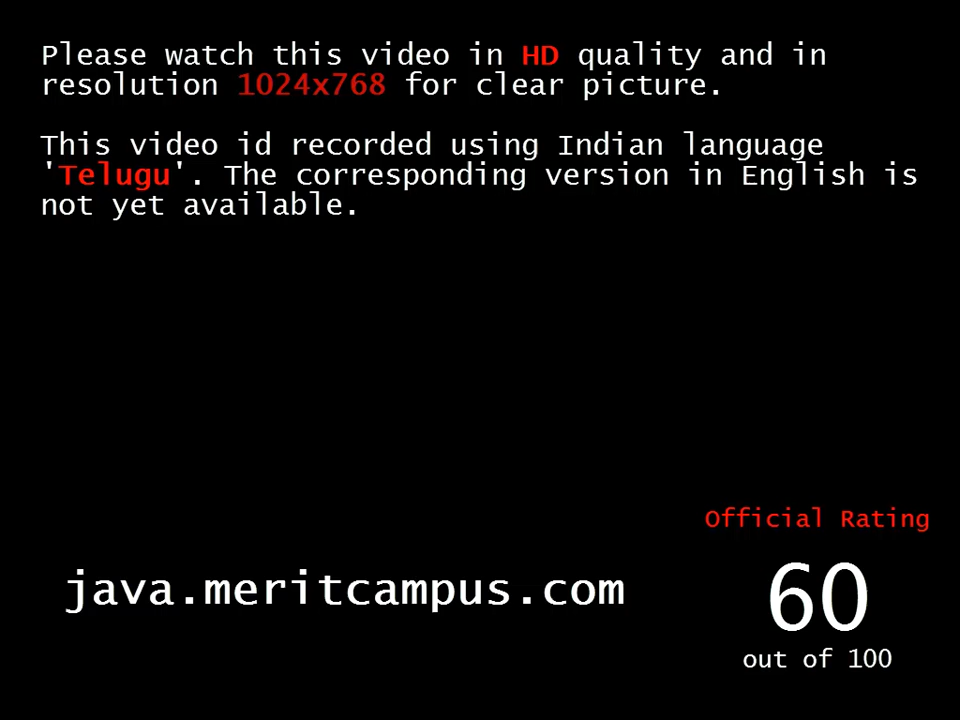 Please watch this video in HD quality and in
resolution 1024x768 for clear picture.
This video id recorded using Indian language
'Telugu'. The corresponding version in English is
not yet available.
Official Rating
java.meritcampus.com
60
out of 100